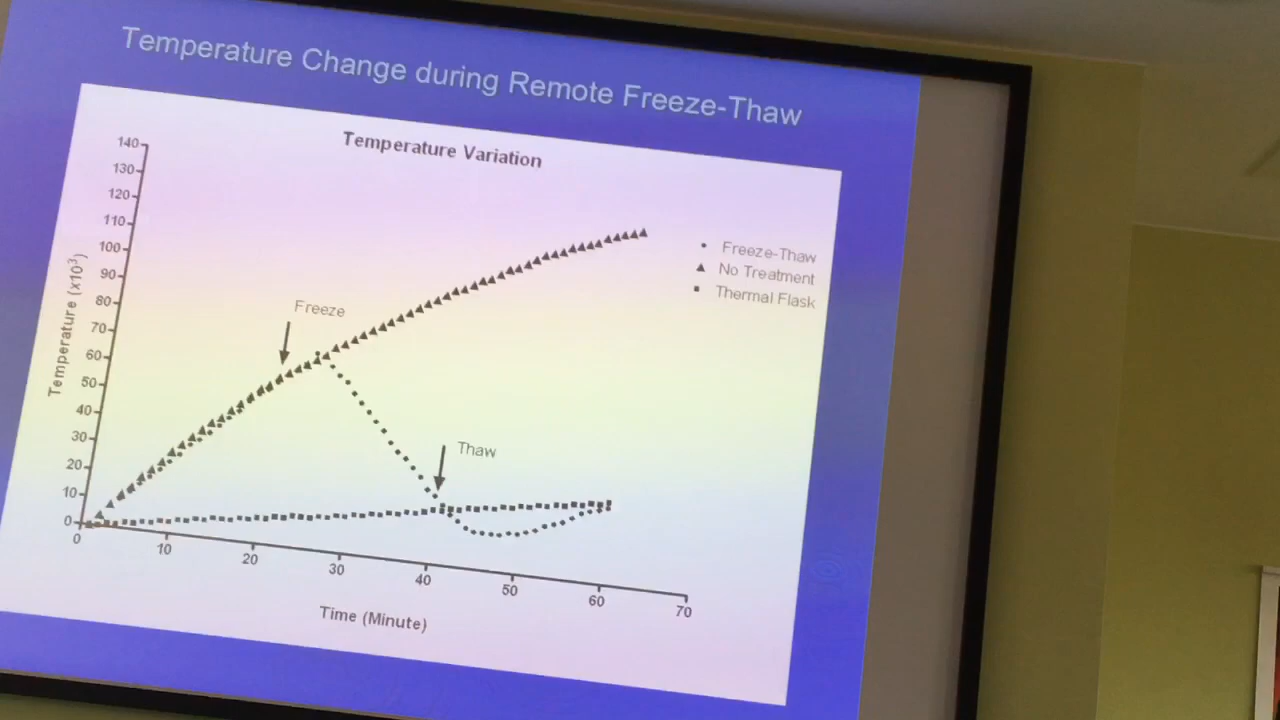 Temperature Change during Remote Freeze-Thaw
Temperature Variation
140
130
120
110
100
90
80
70
60
50
40
30
20
10
0
Temperature (x10³)
Freeze
Thaw
Freeze-Thaw
No Treatment
Thermal Flask
0 10 20 30 40 50 60 70
Time (Minute)